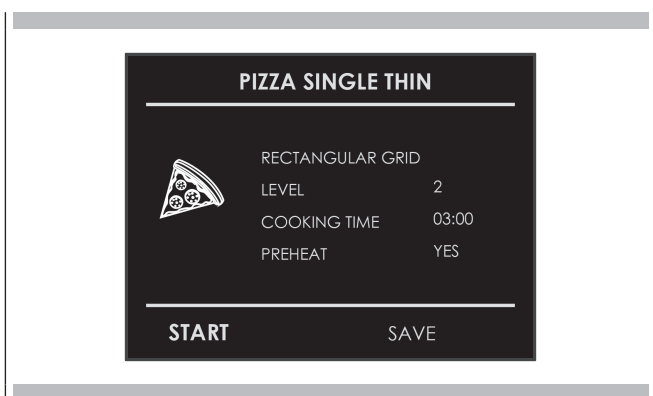 PIZZA SINGLE THIN
RECTANGULAR GRID
LEVEL 2
COOKING TIME 03:00
PREHEAT YES
START SAVE